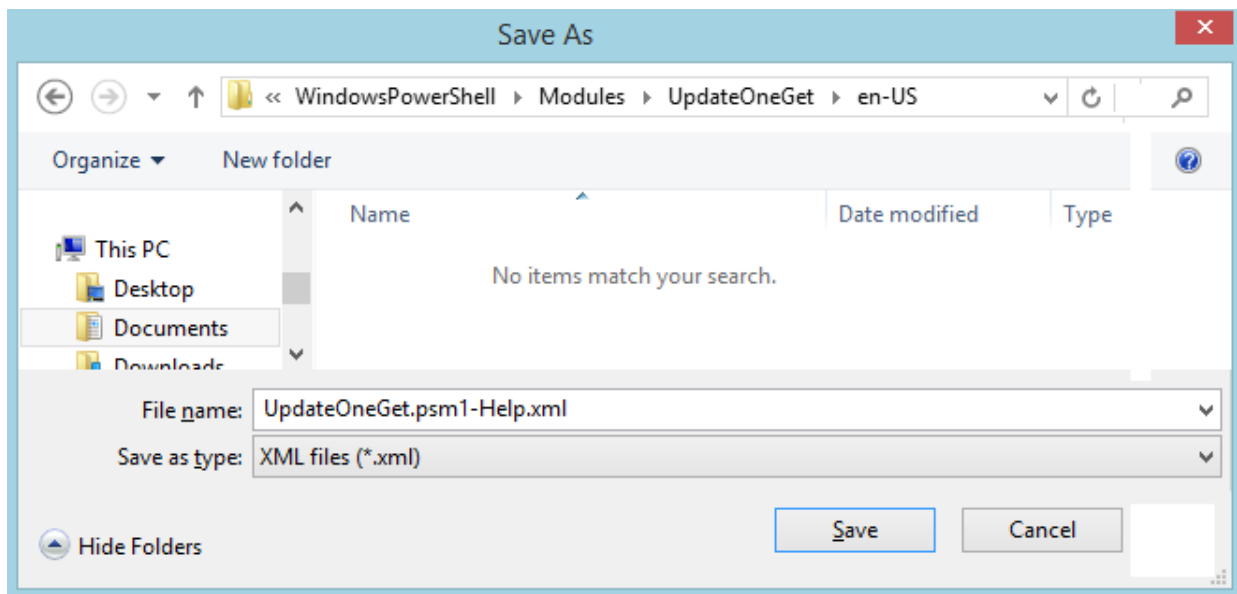 Save As
« WindowsPowerShell Modules UpdateOneGet en-US
Organize New folder
Name Date modified Type
This PC
No items match your search.
Desktop
Documents
Downloads
File name: UpdateOneGet.psm1-Help.xml
Save as type: XML files (*.xml)
Hide Folders Save Cancel